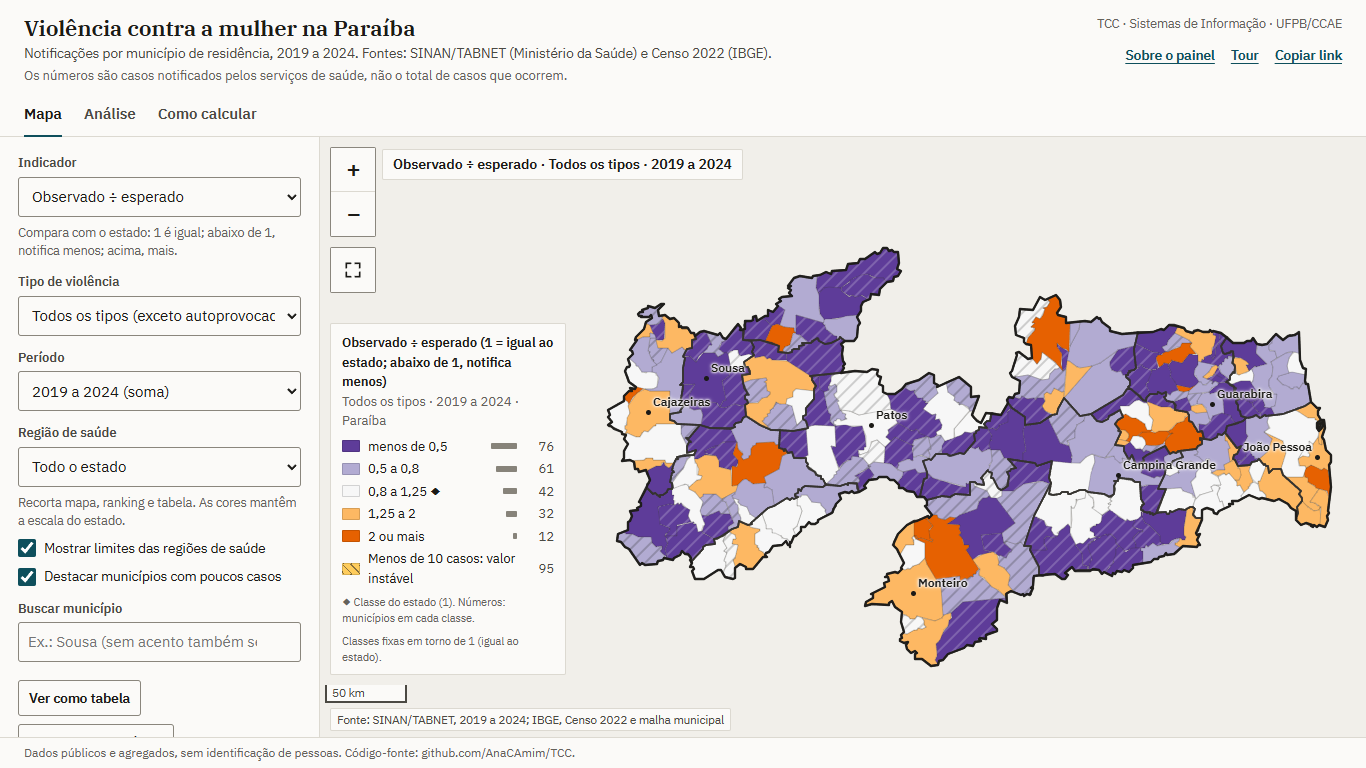 Violência contra a mulher na Paraíba
Notificações por município de residência, 2019 a 2024. Fontes: SINAN/TABNET (Ministério da Saúde) e Censo 2022 (IBGE).
Os números são casos notificados pelos serviços de saúde, não o total de casos que ocorrem.
TCC · Sistemas de Informação · UFPB/CCAE
Sobre o painel Tour Copiar link
Mapa Análise Como calcular
Indicador
Observado ÷ esperado
Compara com o estado: 1 é igual; abaixo de 1,
notifica menos; acima, mais.
Tipo de violência
Todos os tipos (exceto autoprovocad
Período
2019 a 2024 (soma)
Região de saúde
Todo o estado
Recorta mapa, ranking e tabela. As cores mantêm
a escala do estado.
Mostrar limites das regiões de saúde
Destacar municípios com poucos casos
Buscar município
Ex.: Sousa (sem acento também se
Ver como tabela
+
−
Observado ÷ esperado · Todos os tipos · 2019 a 2024
Observado ÷ esperado (1 = igual ao
estado; abaixo de 1, notifica
menos)
Todos os tipos · 2019 a 2024 ·
Paraíba
menos de 0,5 76
0,5 a 0,8 61
0,8 a 1,25 ◆ 42
1,25 a 2 32
2 ou mais 12
Menos de 10 casos: valor
instável 95
◆ Classe do estado (1). Números:
municípios em cada classe.
Classes fixas em torno de 1 (igual ao
estado).
50 km
Fonte: SINAN/TABNET, 2019 a 2024; IBGE, Censo 2022 e malha municipal
Sousa
Cajazeiras
Patos
Guarabira
João Pessoa
Campina Grande
Monteiro
Dados públicos e agregados, sem identificação de pessoas. Código-fonte: github.com/AnaCAmim/TCC.